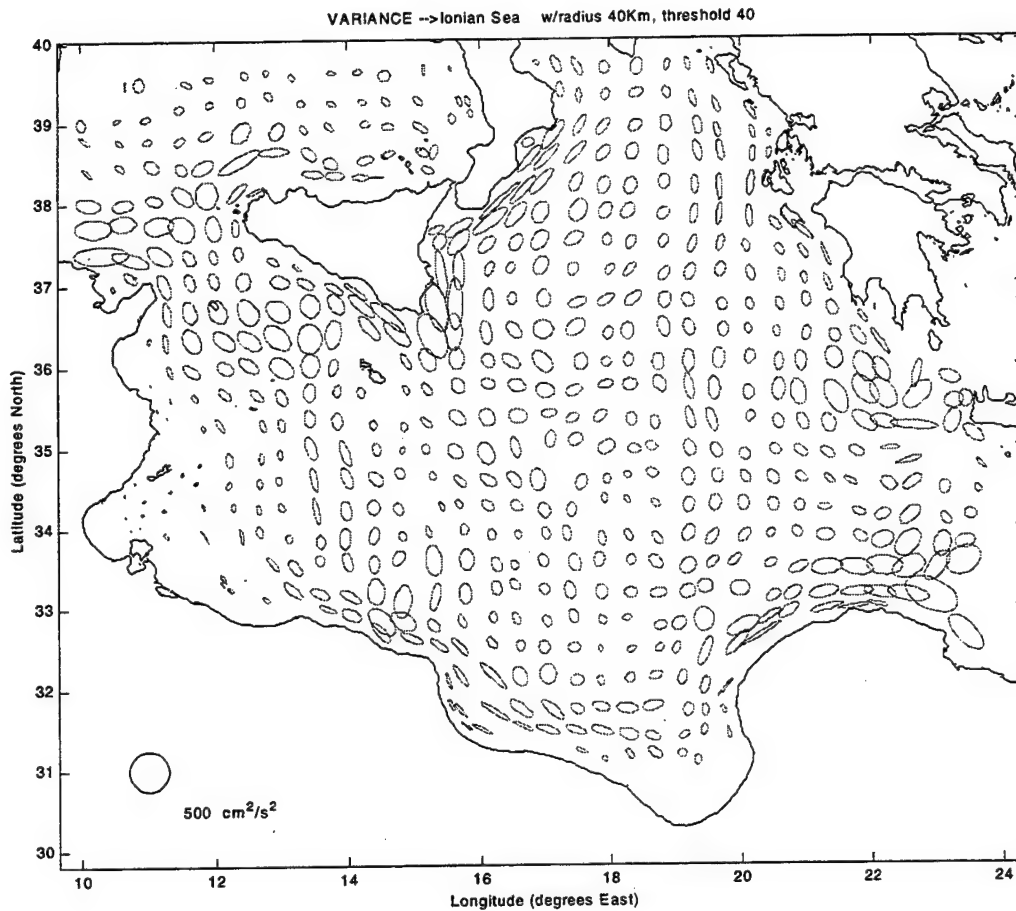 VARIANCE -->Ionian Sea w/radius 40Km, threshold 40
Latitude (degrees North)
40
39
38
37
36
35
34
33
32
31
30
500 cm²/s²
10 12 14 16 18 20 22 24
Longitude (degrees East)